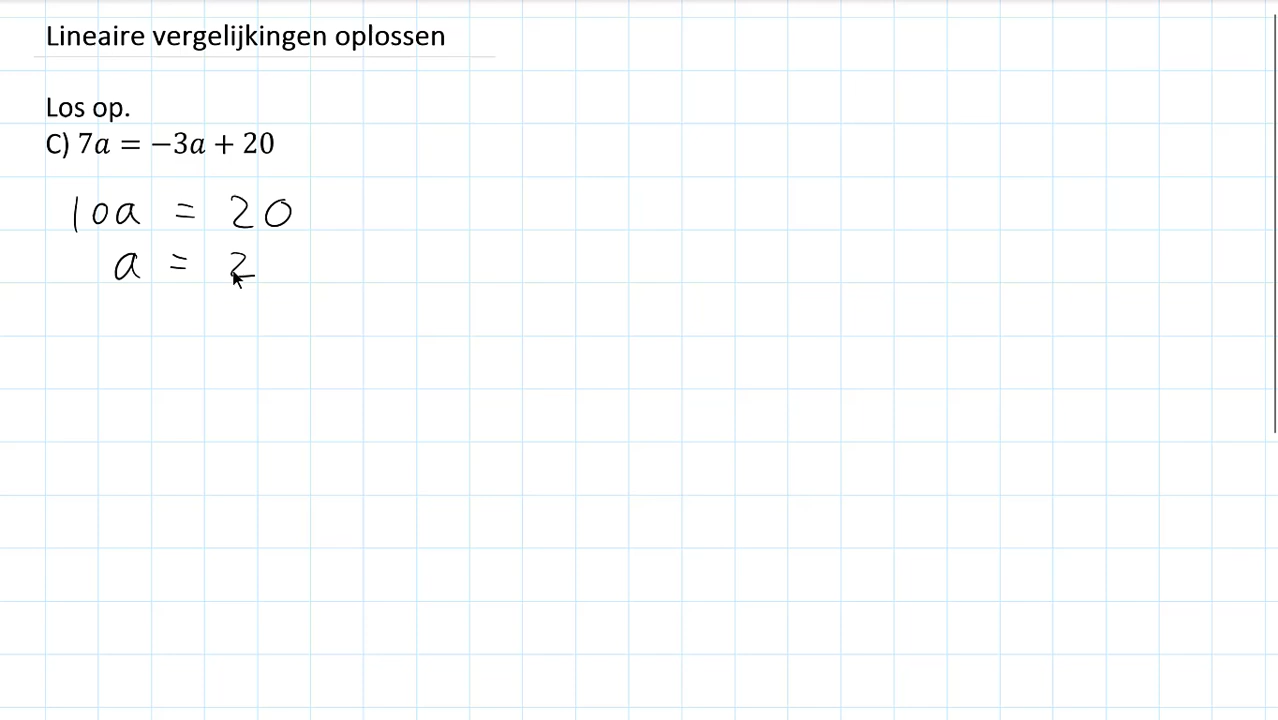 Lineaire vergelijkingen oplossen
Los op.
C) 7a = −3a + 20
10a = 20
a = 2